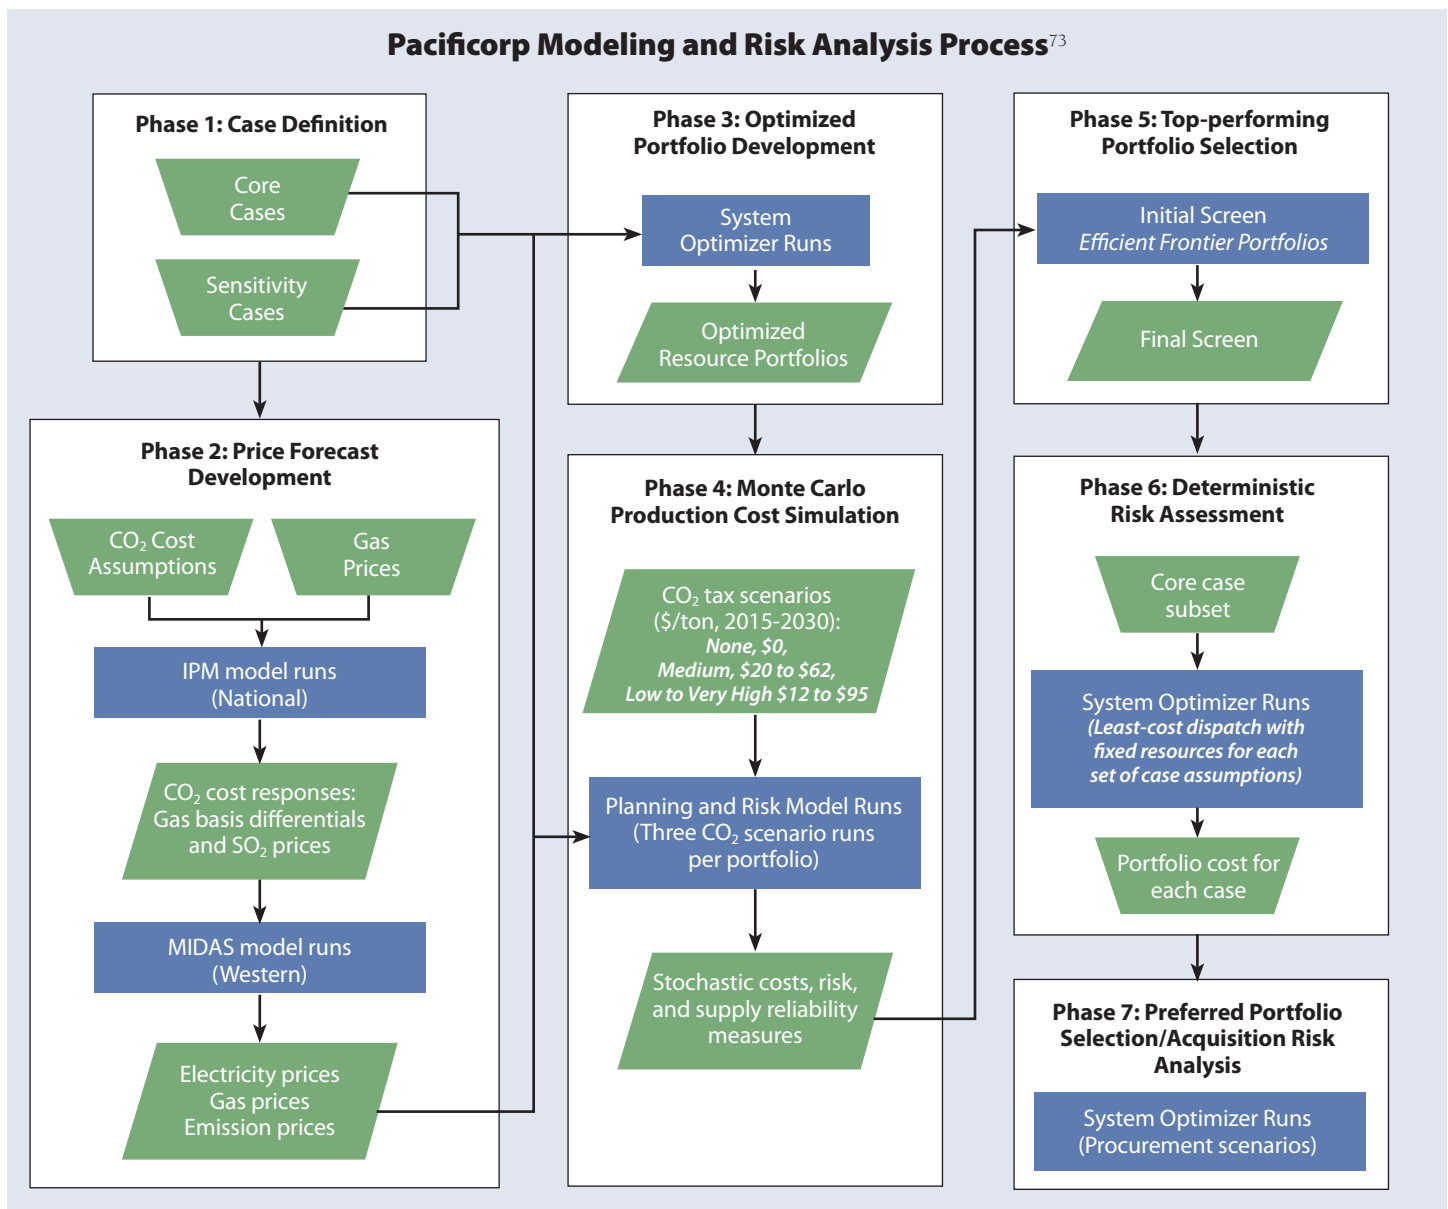 Pacificorp Modeling and Risk Analysis Process73
Phase 1: Case Definition
Core
Cases
Sensitivity
Cases
Phase 2: Price Forecast
Development
CO2 Cost
Assumptions
Gas
Prices
IPM model runs
(National)
CO2 cost responses:
Gas basis differentials
and SO2 prices
MIDAS model runs
(Western)
Electricity prices
Gas prices
Emission prices
Phase 3: Optimized
Portfolio Development
System
Optimizer Runs
Optimized
Resource Portfolios
Phase 4: Monte Carlo
Production Cost Simulation
CO2 tax scenarios
($/ton, 2015-2030):
None, $0,
Medium, $20 to $62,
Low to Very High $12 to $95
Planning and Risk Model Runs
(Three CO2 scenario runs
per portfolio)
Stochastic costs, risk,
and supply reliability
measures
Phase 5: Top-performing
Portfolio Selection
Initial Screen
Efficient Frontier Portfolios
Final Screen
Phase 6: Deterministic
Risk Assessment
Core case
subset
System Optimizer Runs
(Least-cost dispatch with
fixed resources for each
set of case assumptions)
Portfolio cost for
each case
Phase 7: Preferred Portfolio
Selection/Acquisition Risk
Analysis
System Optimizer Runs
(Procurement scenarios)